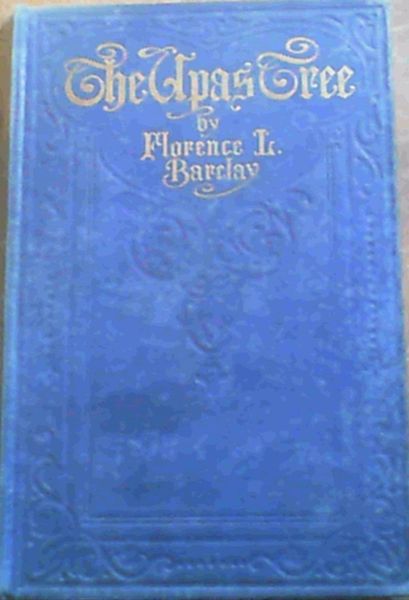 The Upas Tree
by
Florence L.
Barclay